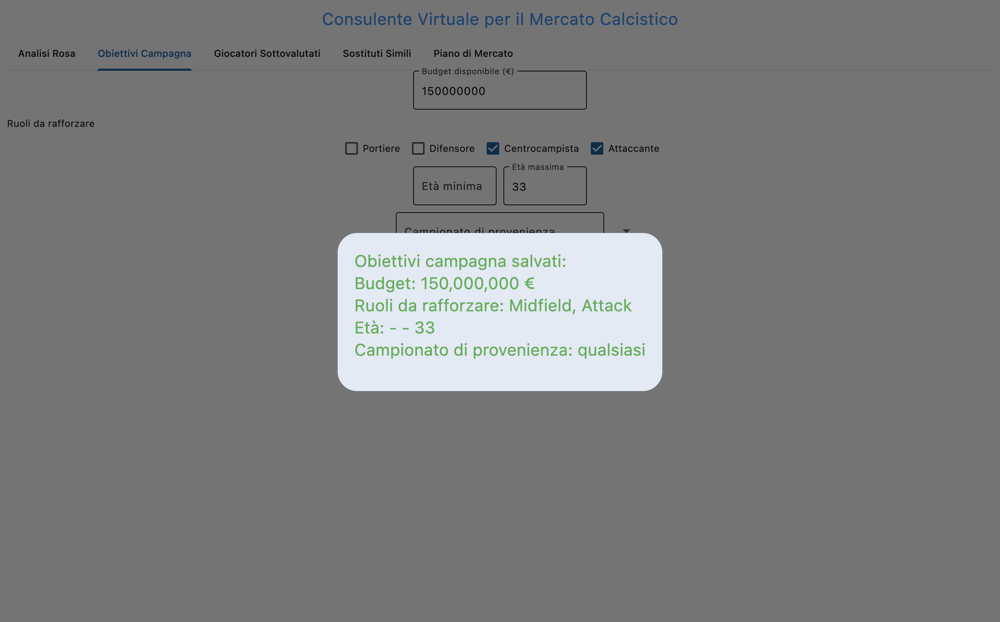 Consulente Virtuale per il Mercato Calcistico
Analisi Rosa Obiettivi Campagna Giocatori Sottovalutati Sostituti Simili Piano di Mercato
Budget disponibile (€)
150000000
Ruoli da rafforzare
Portiere Difensore Centrocampista Attaccante
Età massima
Età minima 33
Campionato di provenienza
Obiettivi campagna salvati:
Budget: 150,000,000 €
Ruoli da rafforzare: Midfield, Attack
Età: - - 33
Campionato di provenienza: qualsiasi